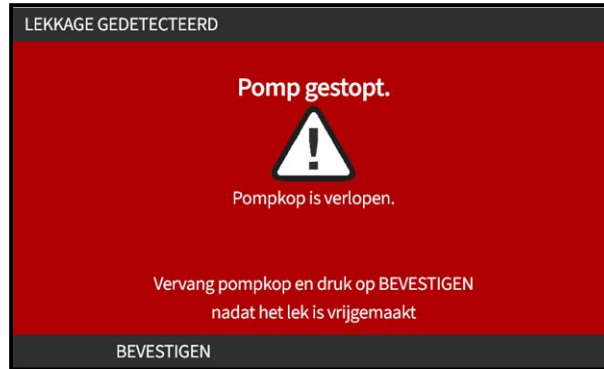 LEKKAGE GEDETECTEERD
Pomp gestopt.
!
Pompkop is verlopen.
Vervang pompkop en druk op BEVESTIGEN
nadat het lek is vrijgemaakt
BEVESTIGEN